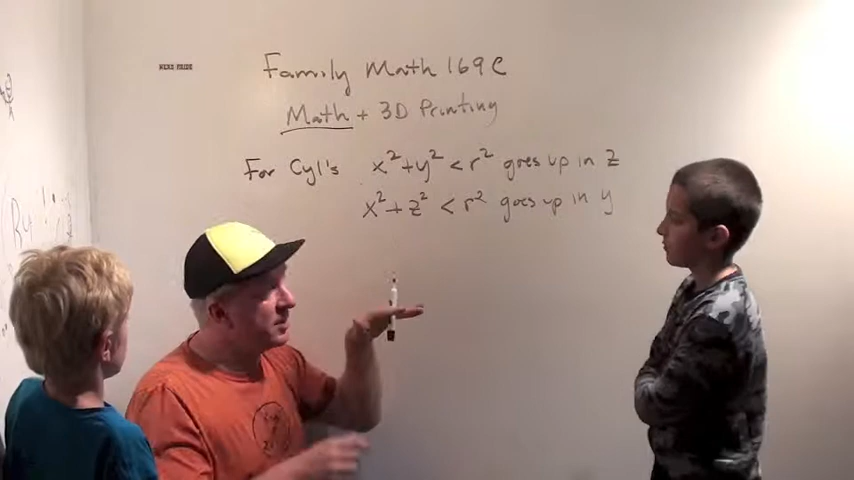 Family Math 169e
Math + 3D Printing
For Cyl's x²+y² < r² goes up in z
x²+z² < r² goes up in y